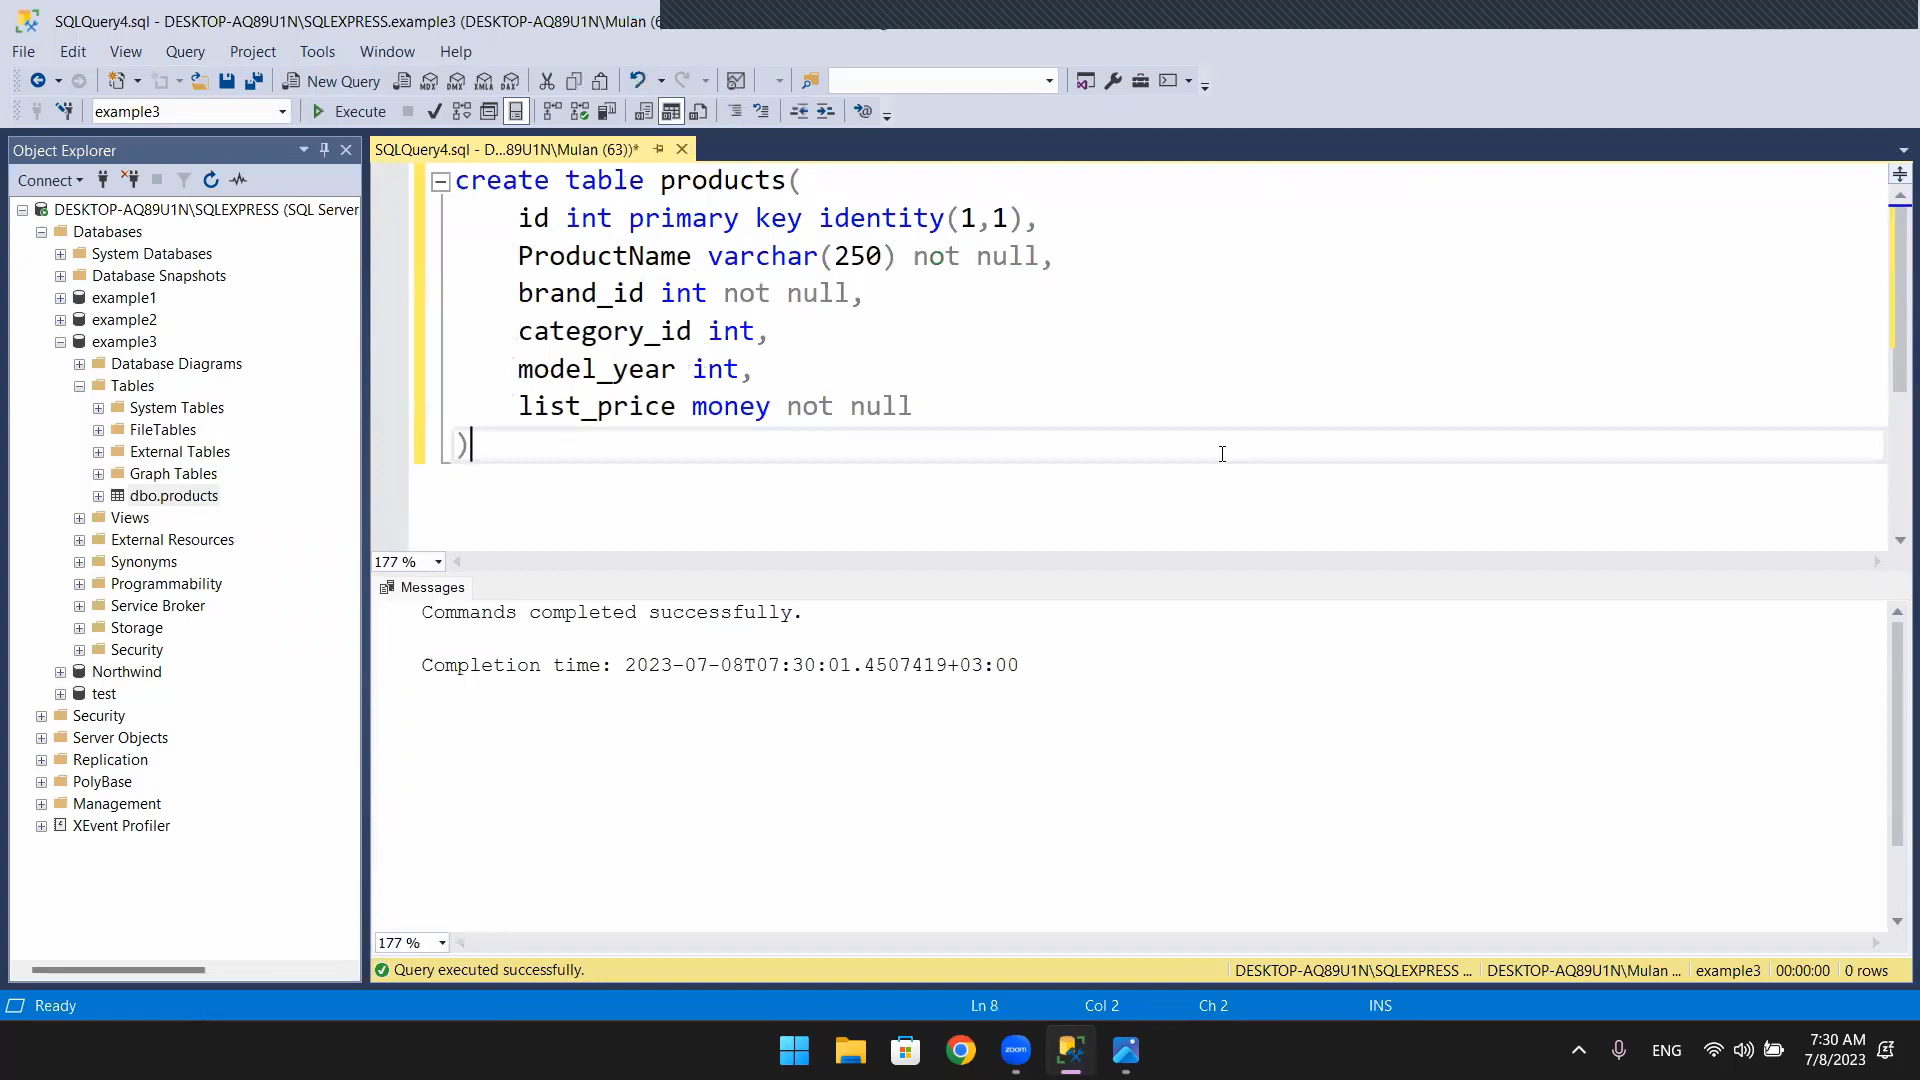 SQLQuery4.sql - DESKTOP-AQ89U1N\SQLEXPRESS.example3 (DESKTOP-AQ89U1N\Mulan (6
File Edit View Query Project Tools Window Help
New Query MDX DMX XMLA DAX
example3 Execute
Object Explorer
SQLQuery4.sql - D...89U1N\Mulan (63))*
Connect
DESKTOP-AQ89U1N\SQLEXPRESS (SQL Server
Databases
System Databases
Database Snapshots
example1
example2
example3
Database Diagrams
Tables
System Tables
FileTables
External Tables
Graph Tables
dbo.products
Views
External Resources
Synonyms
Programmability
Service Broker
Storage
Security
Northwind
test
Security
Server Objects
Replication
PolyBase
Management
XEvent Profiler
create table products(
id int primary key identity(1,1),
ProductName varchar(250) not null,
brand_id int not null,
category_id int,
model_year int,
list_price money not null
)
177 %
Messages
Commands completed successfully.
Completion time: 2023-07-08T07:30:01.4507419+03:00
177 %
Query executed successfully. DESKTOP-AQ89U1N\SQLEXPRESS ... DESKTOP-AQ89U1N\Mulan ... example3 00:00:00 0 rows
Ready Ln 8 Col 2 Ch 2 INS
zoom
ENG
7:30 AM
7/8/2023